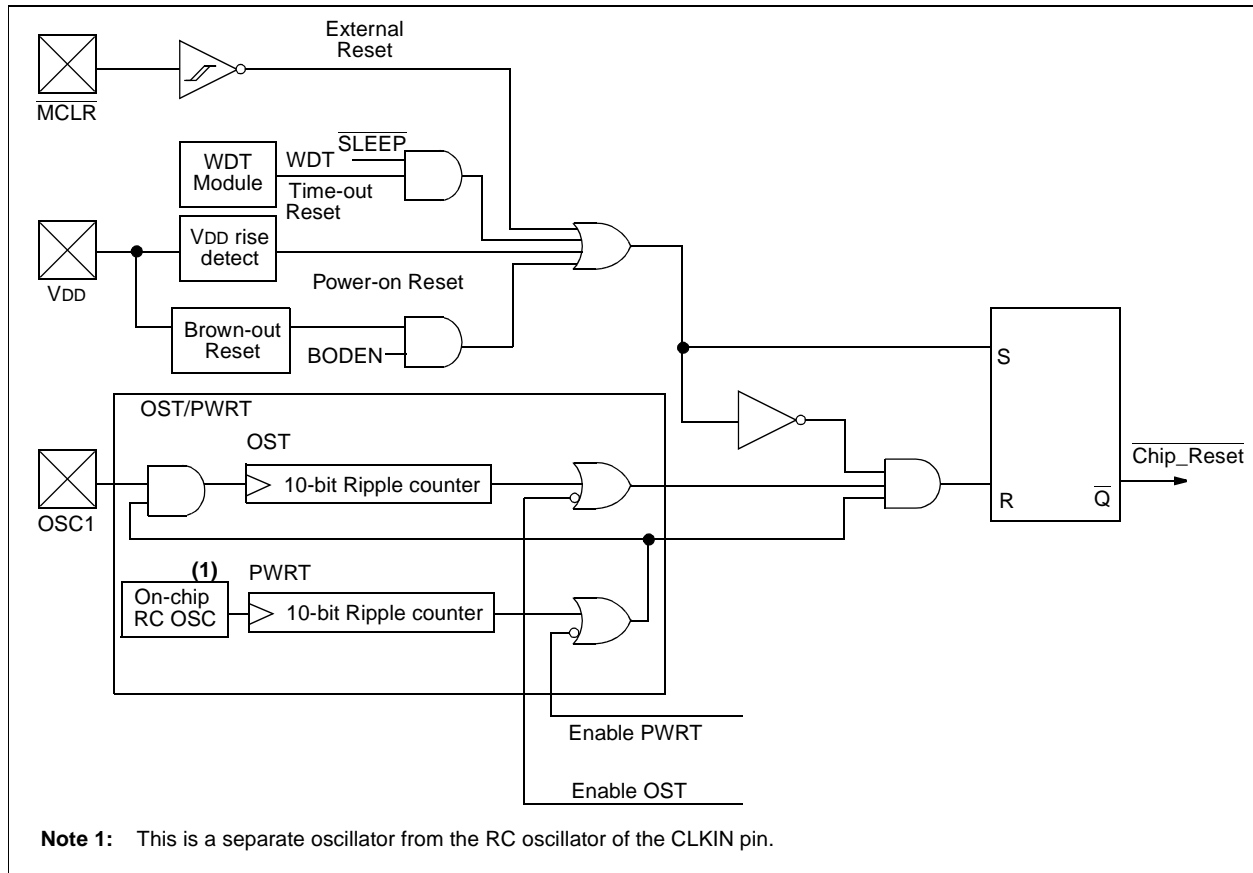 External
Reset
MCLR
SLEEP
WDT
Module
WDT
Time-out
Reset
VDD rise
detect
VDD
Power-on Reset
Brown-out
Reset
BODEN
S
OST/PWRT
OST
10-bit Ripple counter
OSC1
Chip_Reset
R
Q
(1)
PWRT
On-chip
RC OSC
10-bit Ripple counter
Enable PWRT
Enable OST
Note 1: This is a separate oscillator from the RC oscillator of the CLKIN pin.